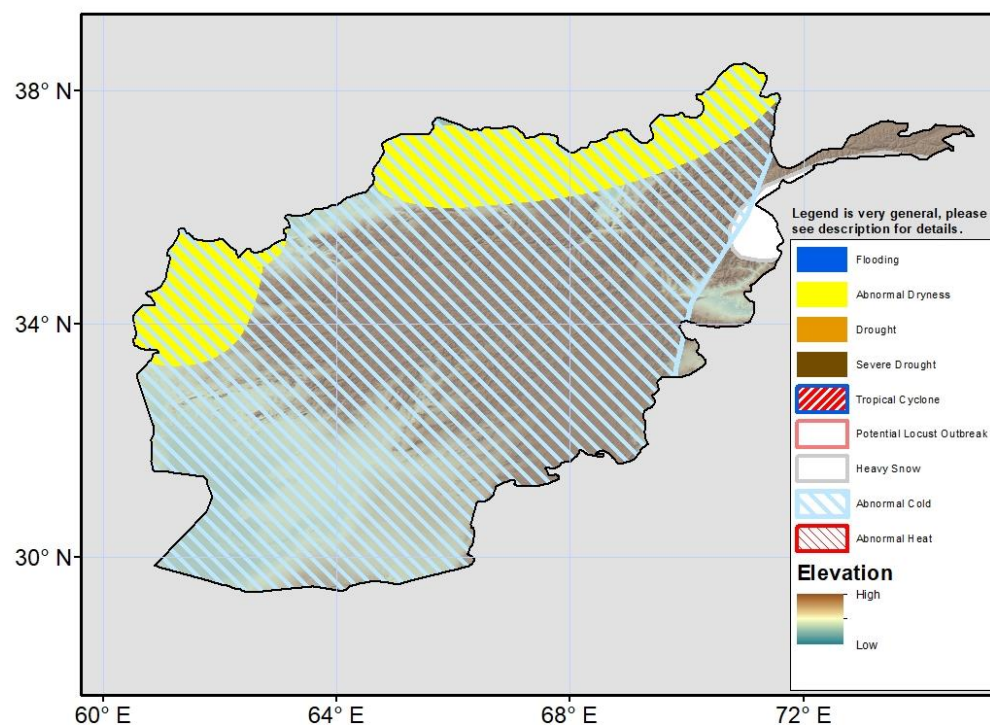 38° N
34° N
30° N
60° E
64° E
68° E
72° E
Legend is very general, please
see description for details.
Flooding
Abnormal Dryness
Drought
Severe Drought
Tropical Cyclone
Potential Locust Outbreak
Heavy Snow
Abnormal Cold
Abnormal Heat
Elevation
High
Low